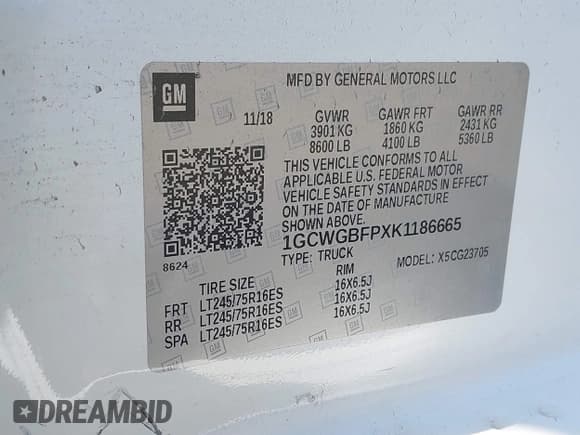 GM
MFD BY GENERAL MOTORS LLC
11/18 GVWR GAWR FRT GAWR RR
3901 KG 1860 KG 2431 KG
8600 LB 4100 LB 5360 LB
THIS VEHICLE CONFORMS TO ALL
APPLICABLE U.S. FEDERAL MOTOR
VEHICLE SAFETY STANDARDS IN EFFECT
ON THE DATE OF MANUFACTURE
SHOWN ABOVE.
1GCWGBFPXK1186665
8624 TYPE: TRUCK MODEL: X5CG23705
TIRE SIZE RIM
FRT LT245/75R16ES 16X6.5J
RR LT245/75R16ES 16X6.5J
SPA LT245/75R16ES 16X6.5J
DREAMBID